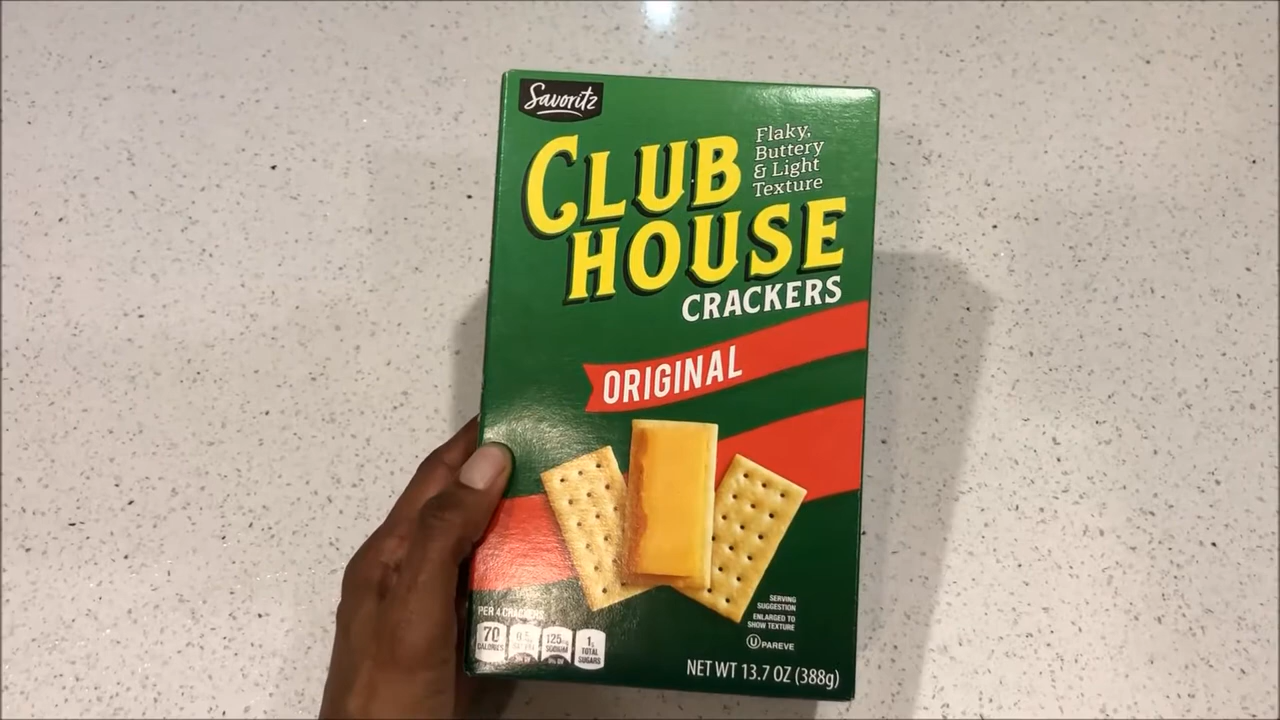 Savoritz
CLUB
HOUSE
CRACKERS
Flaky,
Buttery
& Light
Texture
ORIGINAL
PER 4 CRACKERS
70
CALORIES
125mg
SODIUM
1g
TOTAL
SUGARS
SERVING
SUGGESTION
ENLARGED TO
SHOW TEXTURE
U PAREVE
NET WT 13.7 OZ (388g)